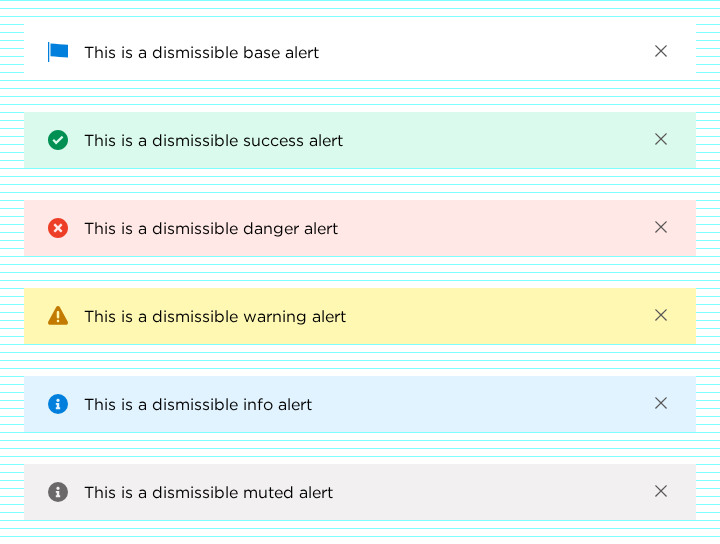 This is a dismissible base alert
This is a dismissible success alert
This is a dismissible danger alert
This is a dismissible warning alert
This is a dismissible info alert
This is a dismissible muted alert